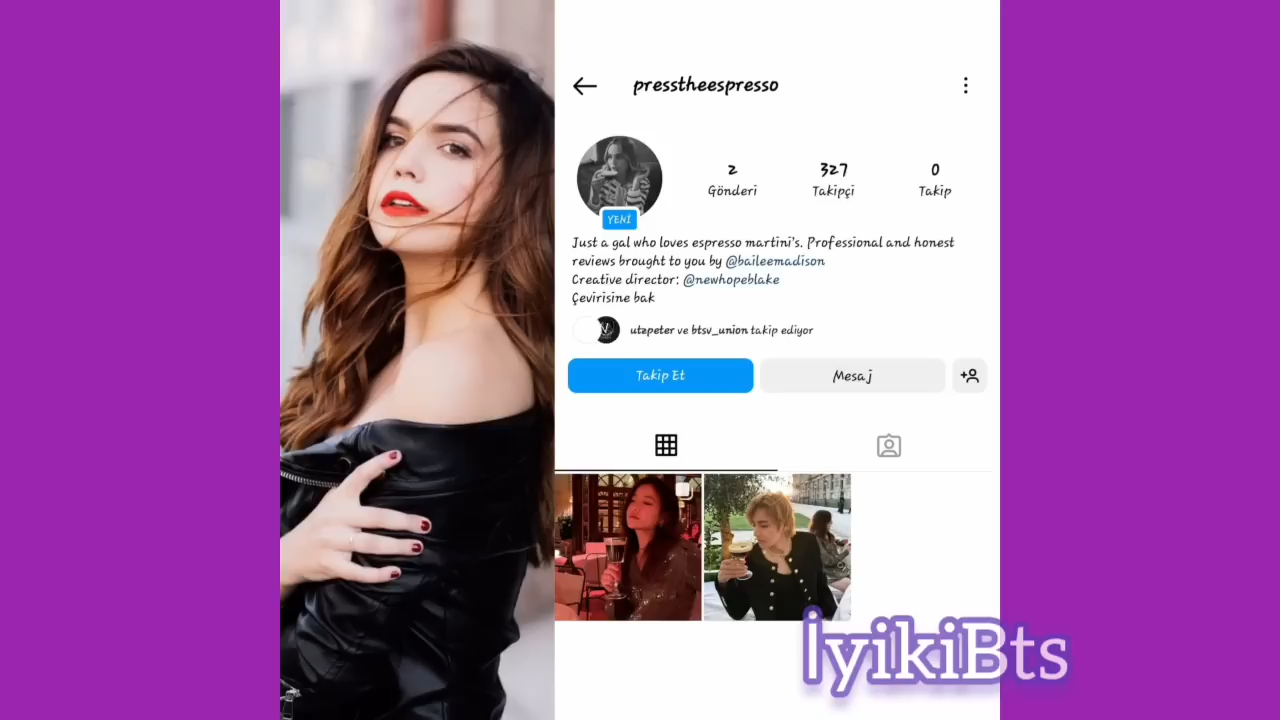 presstheespresso
2
327
0
Gönderi
Takipçi
Takip
YENİ
Just a gal who loves espresso martini's. Professional and honest
reviews brought to you by @baileemadison
Creative director: @newhopeblake
Çevirisine bak
utzpeter ve btsv_union takip ediyor
Takip Et
Mesaj
İyikiBts